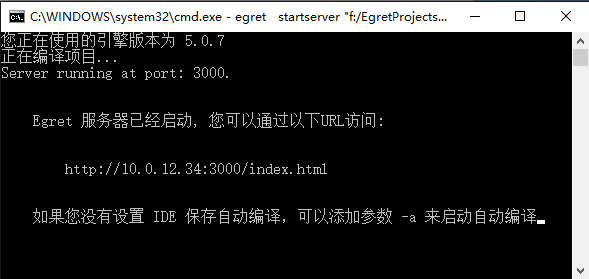 C:\WINDOWS\system32\cmd.exe - egret   startserver "f:/EgretProjects...
您正在使用的引擎版本为 5.0.7
正在编译项目...
Server running at port: 3000.
Egret 服务器已经启动, 您可以通过以下URL访问:
http://10.0.12.34:3000/index.html
如果您没有设置 IDE 保存自动编译, 可以添加参数 -a 来启动自动编译